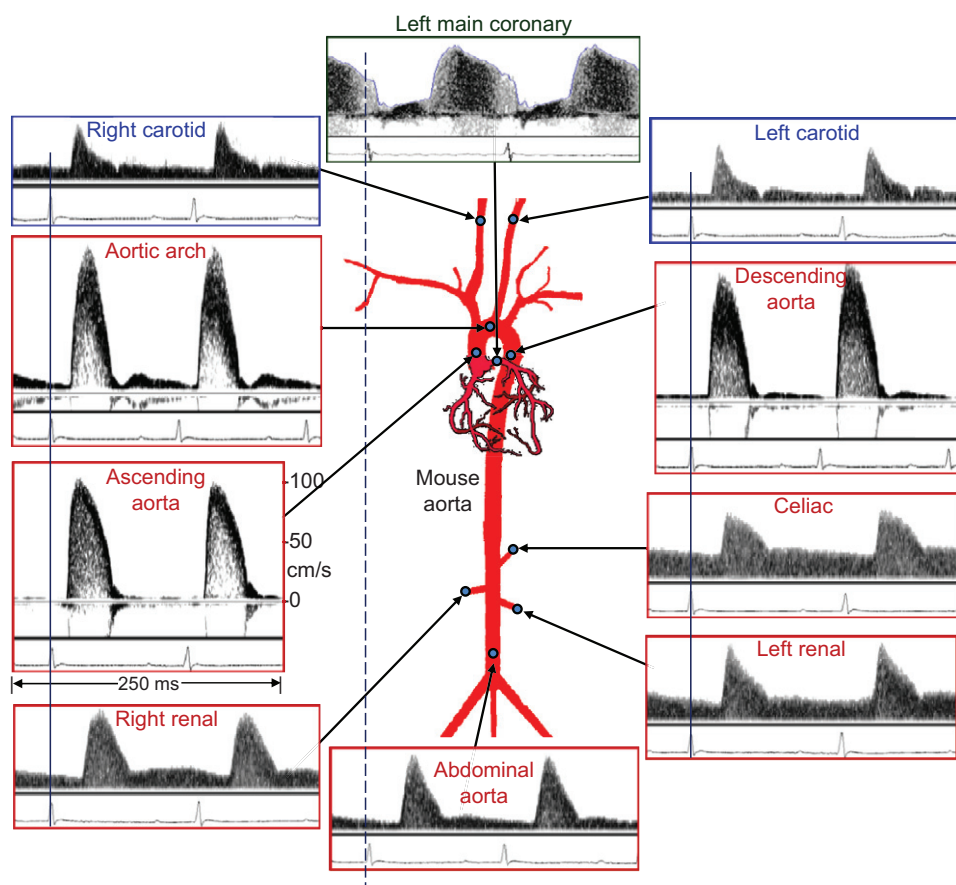 Left main coronary
Right carotid
Left carotid
Aortic arch
Descending
aorta
Ascending
aorta
100
50
cm/s
0
Mouse
aorta
Celiac
250 ms
Left renal
Right renal
Abdominal
aorta